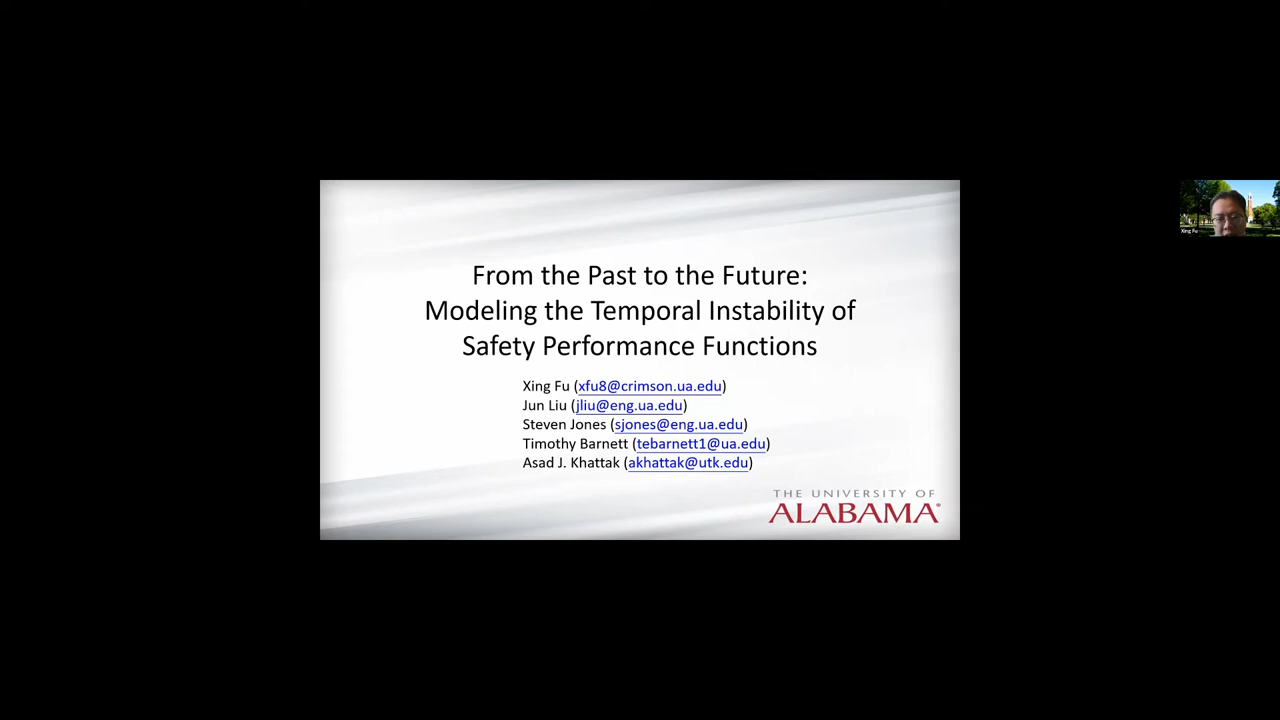 From the Past to the Future:
Modeling the Temporal Instability of
Safety Performance Functions
Xing Fu (xfu8@crimson.ua.edu)
Jun Liu (jliu@eng.ua.edu)
Steven Jones (sjones@eng.ua.edu)
Timothy Barnett (tebarnett1@ua.edu)
Asad J. Khattak (akhattak@utk.edu)
THE UNIVERSITY OF
ALABAMA®
Xing Fu